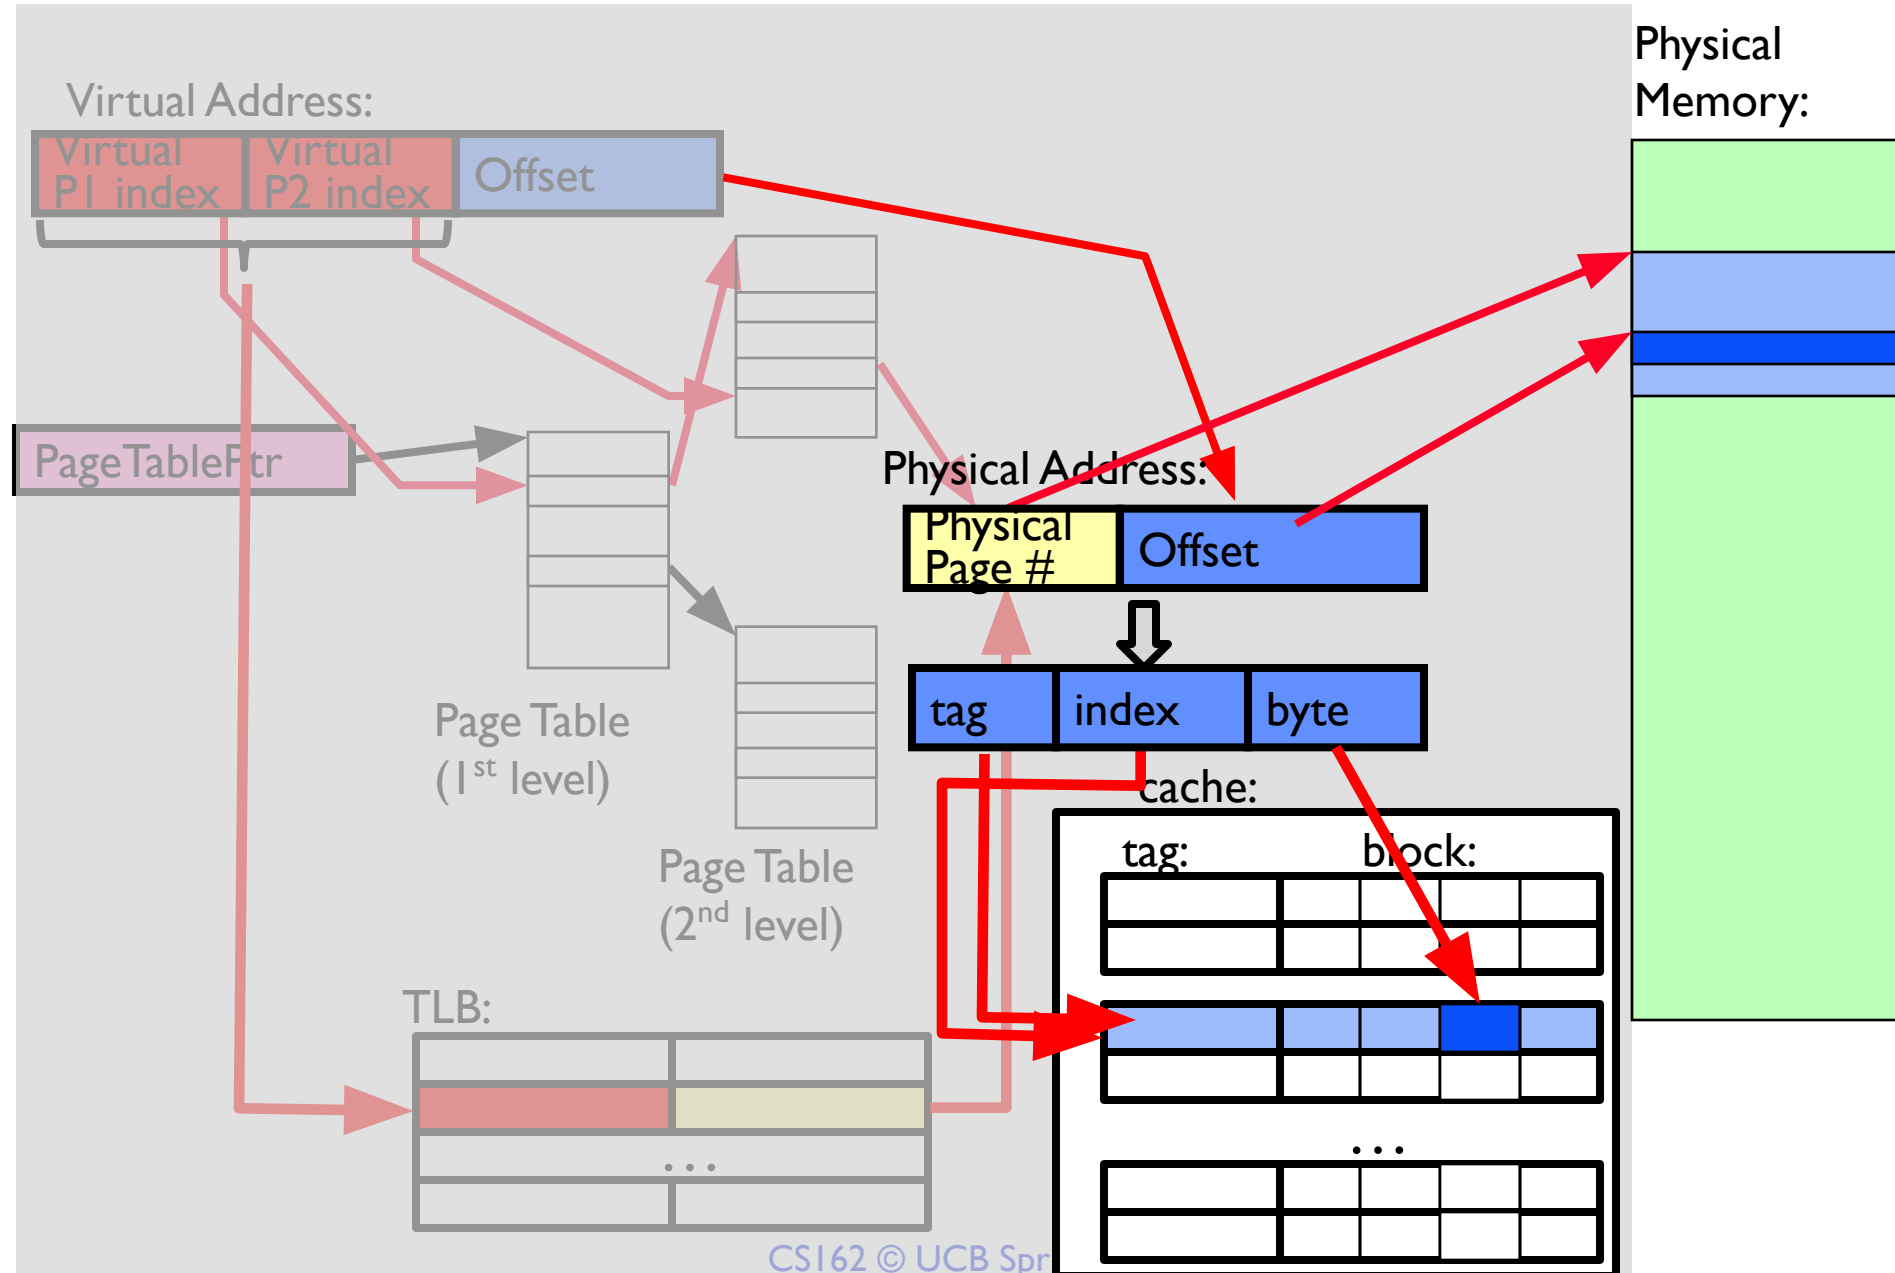 Physical
Memory:
Virtual Address:
Virtual
P1 index
Virtual
P2 index
Offset
PageTablePtr
Physical Address:
Physical
Page #
Offset
tag
index
byte
Page Table
(1st level)
cache:
tag:
block:
Page Table
(2nd level)
TLB:
...
...
CS162 © UCB Spr